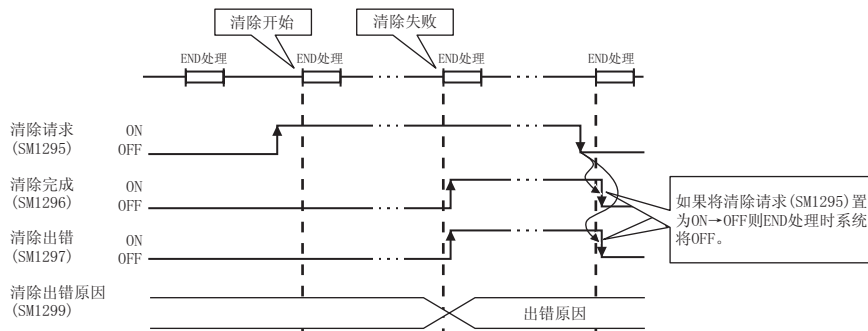 清除开始
清除失败
END处理
END处理
END处理
END处理
清除请求
(SM1295)
ON
OFF
清除完成
(SM1296)
ON
OFF
清除出错
(SM1297)
ON
OFF
清除出错原因
(SM1299)
出错原因
如果将清除请求(SM1295)置
为ON→OFF则END处理时系统
将OFF。